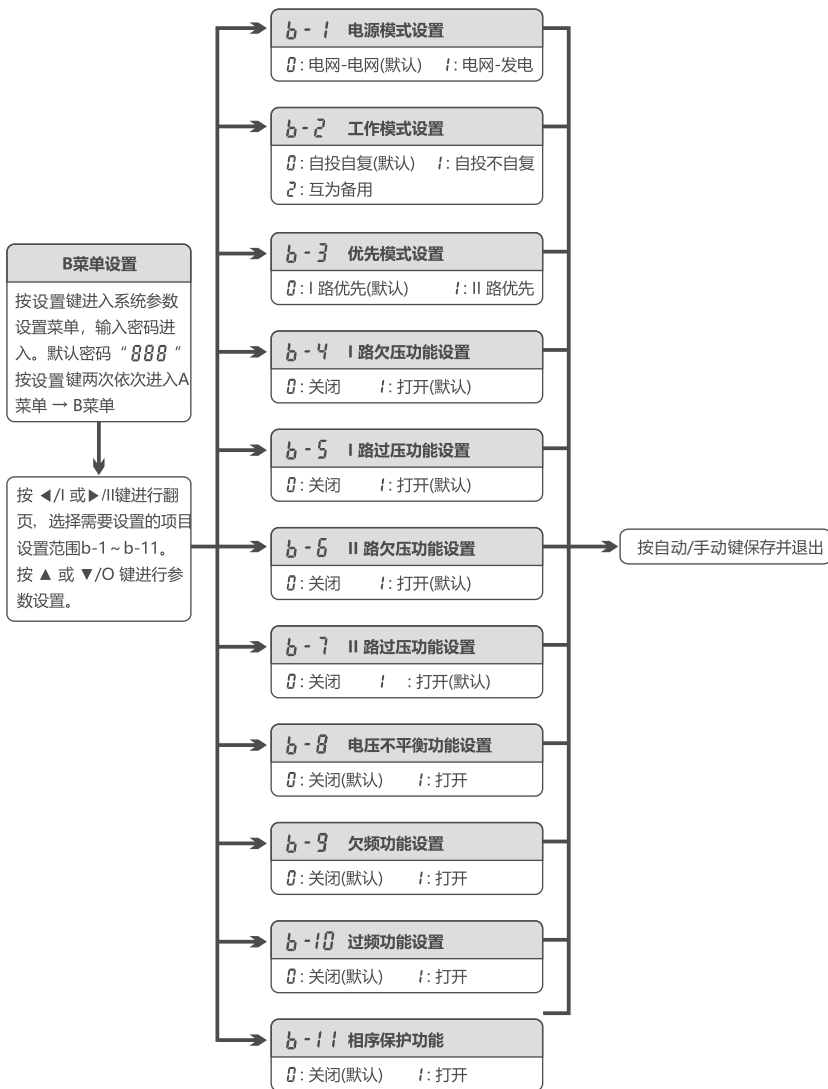 B菜单设置
按设置键进入系统参数
设置菜单，输入密码进
入。默认密码“888”
按设置键两次依次进入A
菜单 → B菜单
按 ◀/I 或▶/II键进行翻
页，选择需要设置的项目
设置范围b-1~b-11。
按 ▲ 或 ▼/O 键进行参
数设置。
b-1 电源模式设置
0: 电网-电网(默认) 1: 电网-发电
b-2 工作模式设置
0: 自投自复(默认) 1: 自投不自复
2: 互为备用
b-3 优先模式设置
0: I 路优先(默认) 1: II 路优先
b-4 I 路欠压功能设置
0: 关闭 1: 打开(默认)
b-5 I 路过压功能设置
0: 关闭 1: 打开(默认)
b-6 II 路欠压功能设置
0: 关闭 1: 打开(默认)
b-7 II 路过压功能设置
0: 关闭 1 : 打开(默认)
b-8 电压不平衡功能设置
0: 关闭(默认) 1: 打开
b-9 欠频功能设置
0: 关闭(默认) 1: 打开
b-10 过频功能设置
0: 关闭(默认) 1: 打开
b-11 相序保护功能
0: 关闭(默认) 1: 打开
按自动/手动键保存并退出